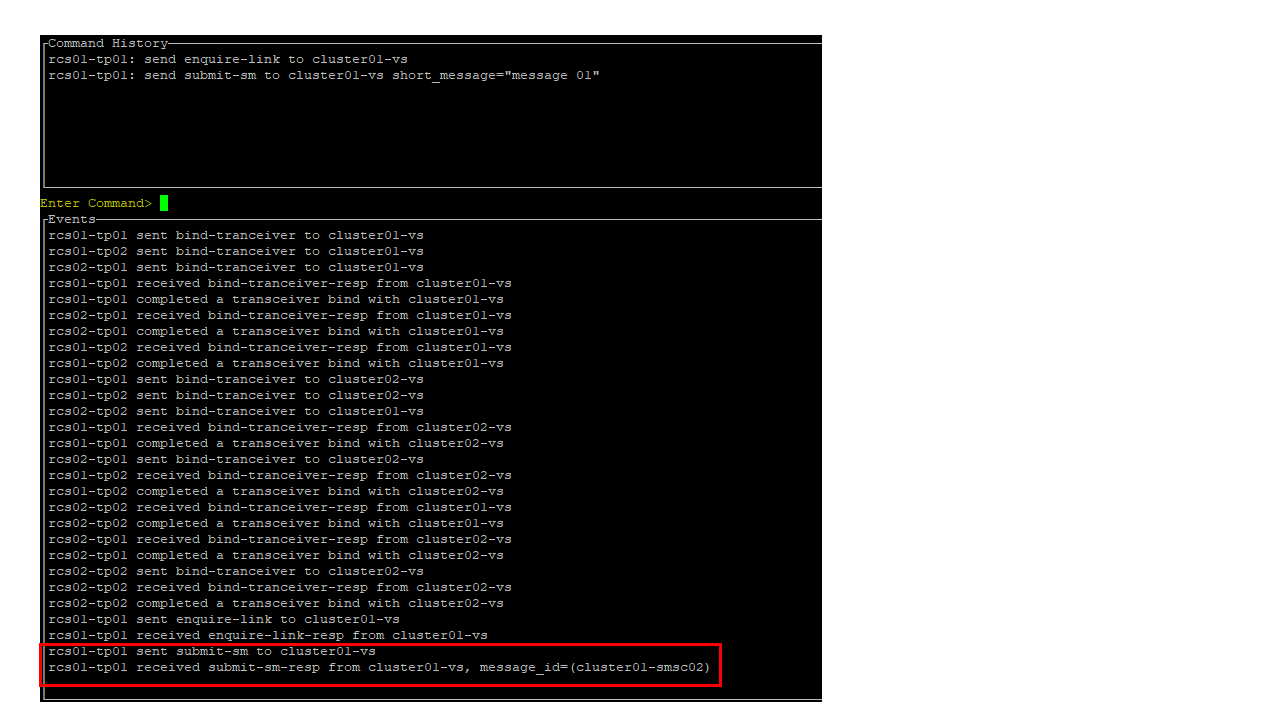 Command History
rcs01-tp01: send enquire-link to cluster01-vs
rcs01-tp01: send submit-sm to cluster01-vs short_message="message 01"
Enter Command>
Events
rcs01-tp01 sent bind-tranceiver to cluster01-vs
rcs01-tp02 sent bind-tranceiver to cluster01-vs
rcs02-tp01 sent bind-tranceiver to cluster01-vs
rcs01-tp01 received bind-tranceiver-resp from cluster01-vs
rcs01-tp01 completed a transceiver bind with cluster01-vs
rcs02-tp01 received bind-tranceiver-resp from cluster01-vs
rcs02-tp01 completed a transceiver bind with cluster01-vs
rcs01-tp02 received bind-tranceiver-resp from cluster01-vs
rcs01-tp02 completed a transceiver bind with cluster01-vs
rcs01-tp01 sent bind-tranceiver to cluster02-vs
rcs01-tp02 sent bind-tranceiver to cluster02-vs
rcs02-tp02 sent bind-tranceiver to cluster01-vs
rcs01-tp01 received bind-tranceiver-resp from cluster02-vs
rcs01-tp01 completed a transceiver bind with cluster02-vs
rcs02-tp01 sent bind-tranceiver to cluster02-vs
rcs01-tp02 received bind-tranceiver-resp from cluster02-vs
rcs01-tp02 completed a transceiver bind with cluster02-vs
rcs02-tp02 received bind-tranceiver-resp from cluster01-vs
rcs02-tp02 completed a transceiver bind with cluster01-vs
rcs02-tp01 received bind-tranceiver-resp from cluster02-vs
rcs02-tp01 completed a transceiver bind with cluster02-vs
rcs02-tp02 sent bind-tranceiver to cluster02-vs
rcs02-tp02 received bind-tranceiver-resp from cluster02-vs
rcs02-tp02 completed a transceiver bind with cluster02-vs
rcs01-tp01 sent enquire-link to cluster01-vs
rcs01-tp01 received enquire-link-resp from cluster01-vs
rcs01-tp01 sent submit-sm to cluster01-vs
rcs01-tp01 received submit-sm-resp from cluster01-vs, message_id=(cluster01-smsc02)